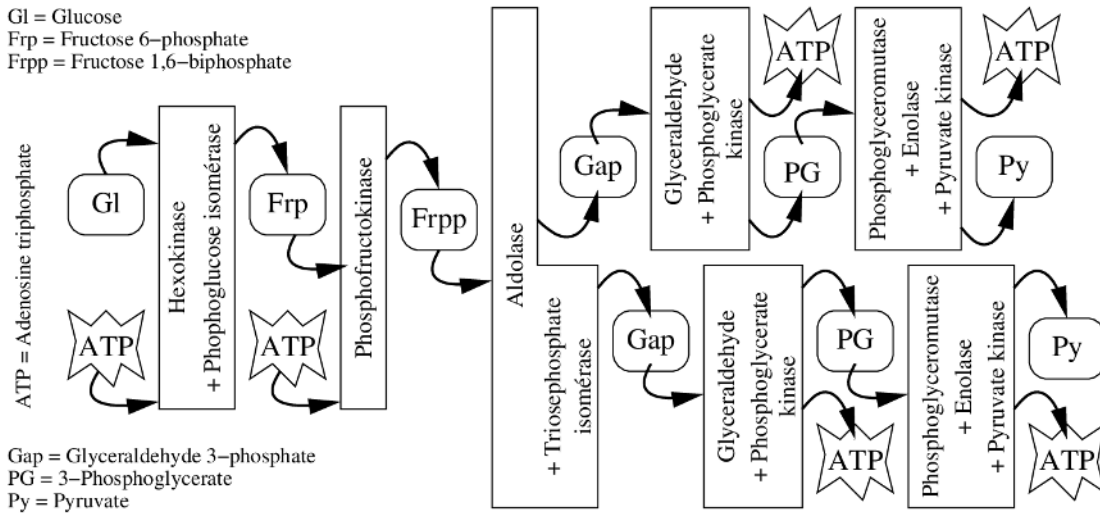 Gl = Glucose
Frp = Fructose 6−phosphate
Frpp = Fructose 1,6−biphosphate
ATP = Adenosine triphosphate
Gl
ATP
Hexokinase
+ Phophoglucose isomérase
Frp
ATP
Phosphofructokinase
Frpp
Aldolase
+ Triosephosphate
isomérase
Gap
Glyceraldehyde
+ Phosphoglycerate
kinase
ATP
PG
Phosphoglyceromutase
+ Enolase
+ Pyruvate kinase
ATP
Py
Gap
Glyceraldehyde
+ Phosphoglycerate
kinase
PG
ATP
Phosphoglyceromutase
+ Enolase
+ Pyruvate kinase
Py
ATP
Gap = Glyceraldehyde 3−phosphate
PG = 3−Phosphoglycerate
Py = Pyruvate